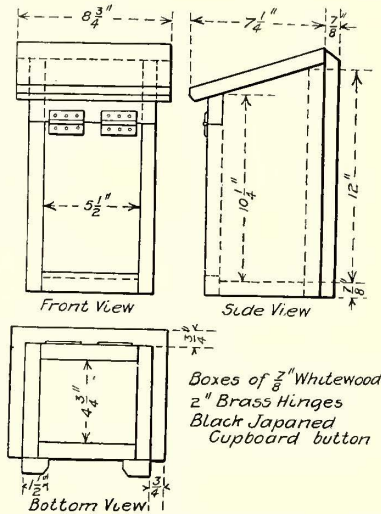 8 3/4"
7 1/4"
7/8"
5 1/2"
10 1/4"
12"
7/8"
Front View
Side View
3/4"
4 3/4"
Boxes of 7/8" Whitewood
2" Brass Hinges
Black Japaned
Cupboard button
1 1/2"
3/4"
Bottom View